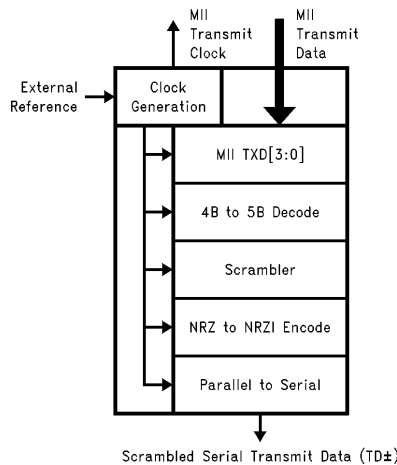 MII
Transmit
Clock
MII
Transmit
Data
External
Reference
Clock
Generation
MII TXD[3:0]
4B to 5B Decode
Scrambler
NRZ to NRZI Encode
Parallel to Serial
Scrambled Serial Transmit Data (TD±)